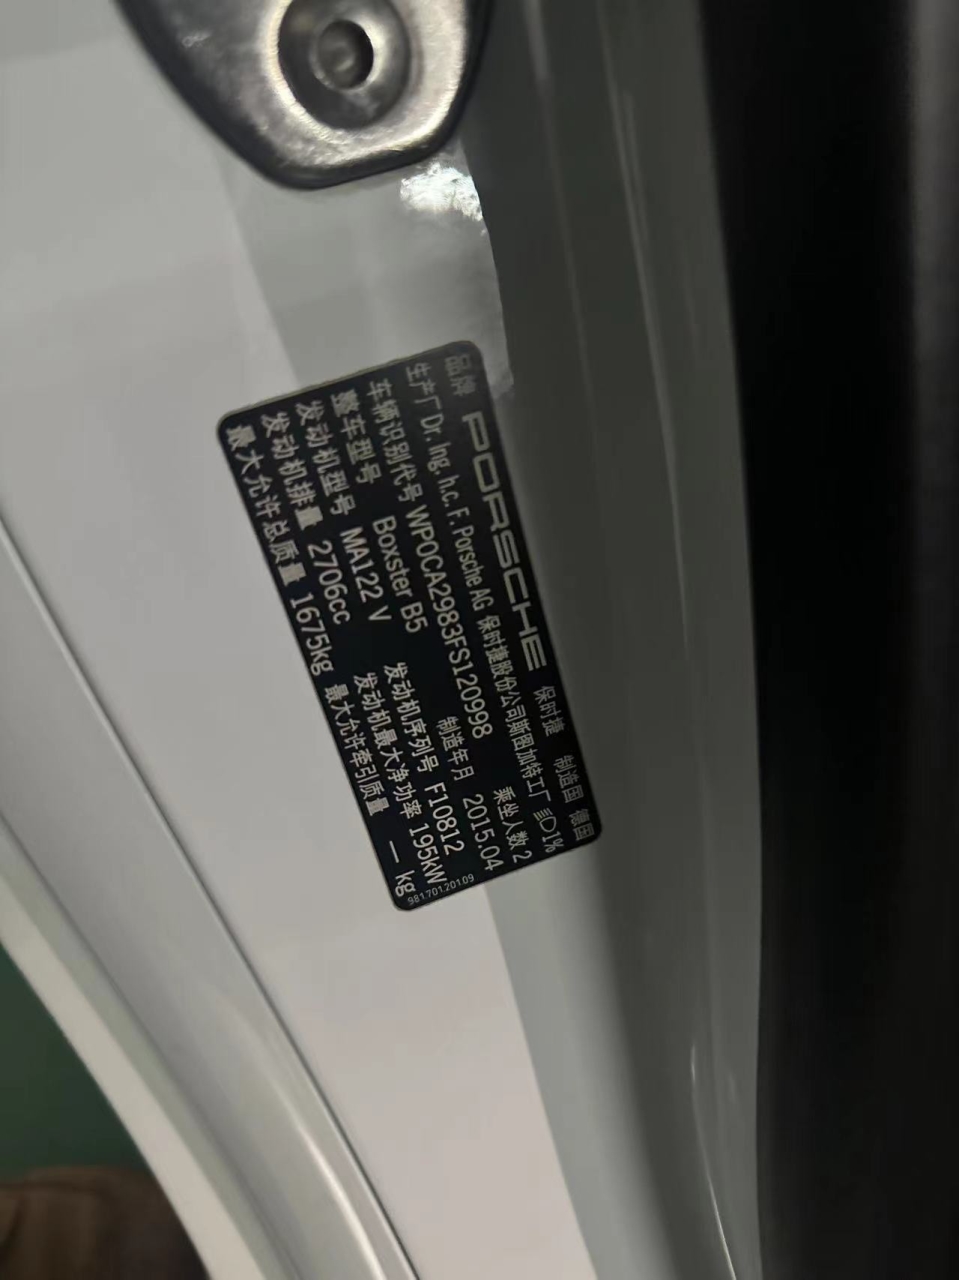 品牌 PORSCHE 保时捷 制造国 德国
生产厂 Dr. Ing. h.c. F. Porsche AG 保时捷股份公司斯图加特工厂 1%
车辆识别代号 WP0CA2983FS120998 乘坐人数 2
整车型号 Boxster B5 制造年月 2015.04
发动机型号 MA122 V 发动机序列号 F10812
发动机排量 2706cc 发动机最大净功率 195kW
最大允许总质量 1675kg 最大允许牵引质量 — kg
981.701.201.09